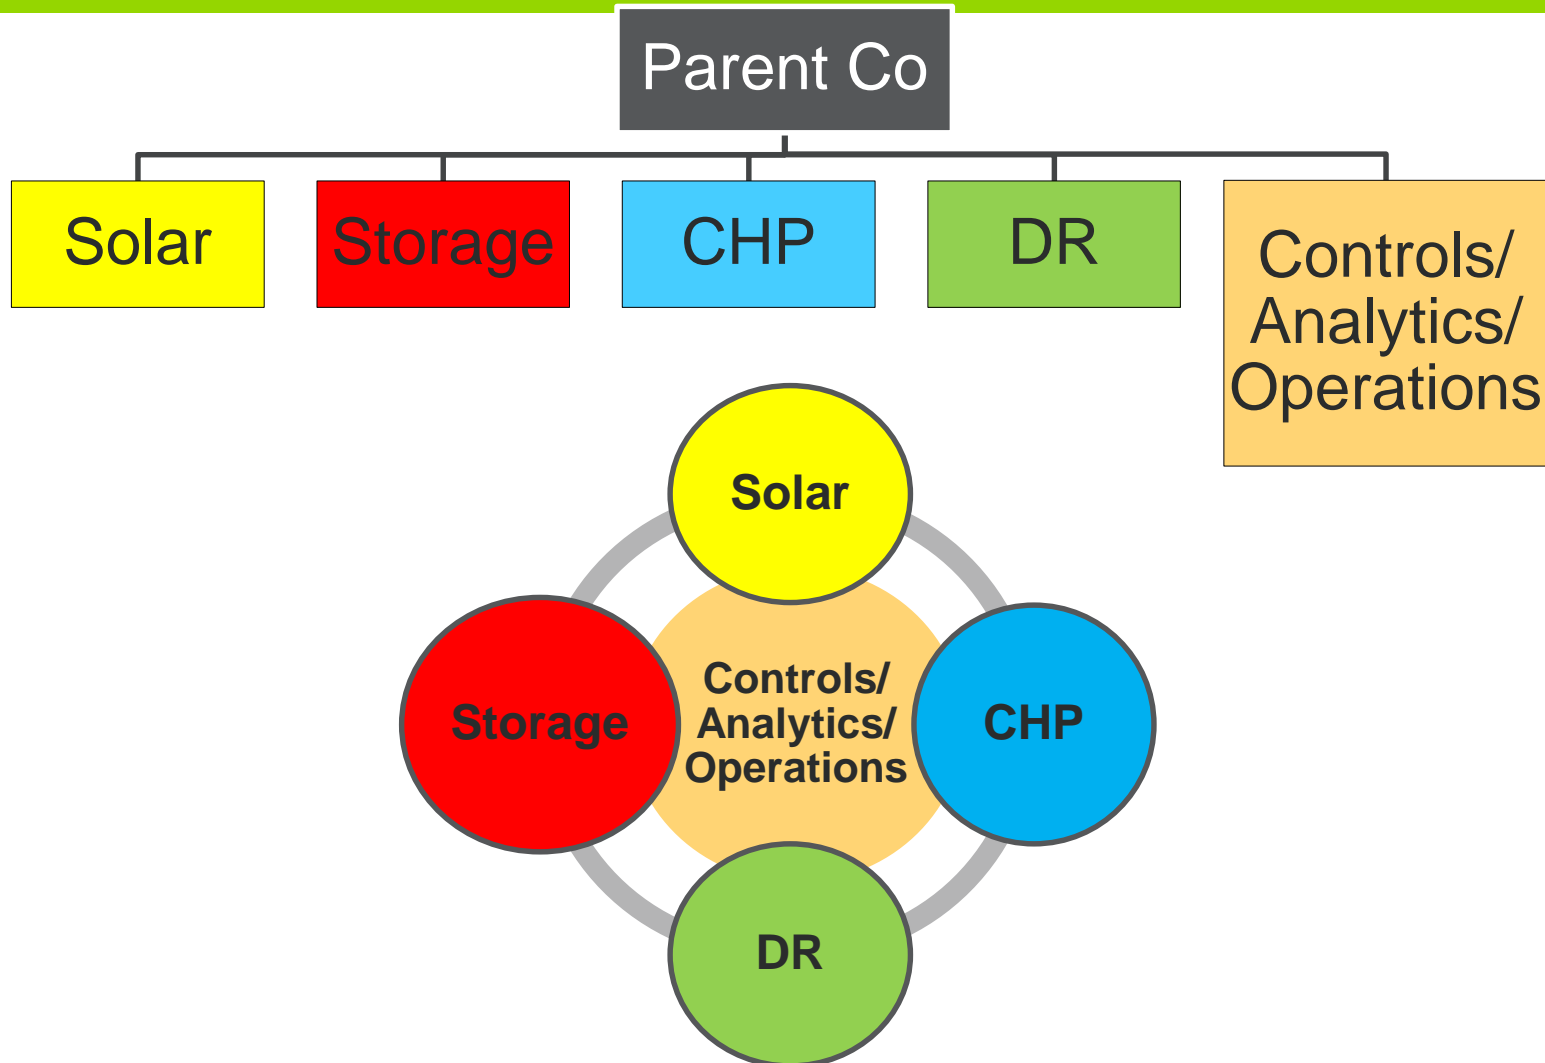 Parent Co
Solar
Storage
CHP
DR
Controls/
Analytics/
Operations
Solar
Storage
Controls/
Analytics/
Operations
CHP
DR